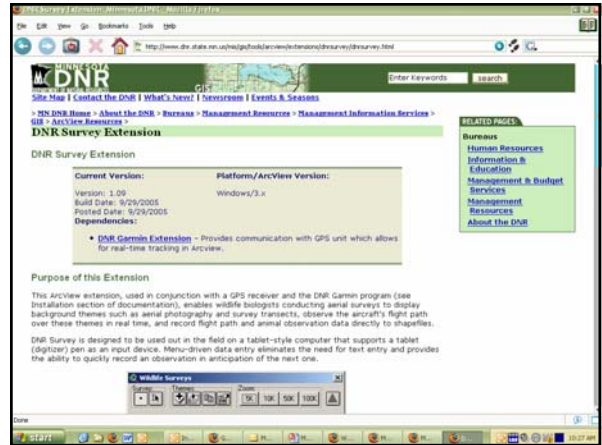 DNR Survey Extension: Minnesota DNR - Mozilla Firefox
File Edit View Go Bookmarks Tools Help
http://www.dnr.state.mn.us/mis/gis/tools/arcview/extensions/dnrsurvey/dnrsurvey.html
MINNESOTA
DNR
GIS
Enter Keywords
search
Site Map | Contact the DNR | What's New? | Newsroom | Events & Seasons
> MN DNR Home > About the DNR > Bureaus > Management Resources > Management Information Services >
GIS > ArcView Resources >
DNR Survey Extension
DNR Survey Extension
Current Version:
Version: 1.09
Build Date: 9/29/2005
Posted Date: 9/29/2005
Platform/ArcView Version:
Windows/3.x
Dependencies:
• DNR Garmin Extension - Provides communication with GPS unit which allows
for real-time tracking in Arcview.
RELATED PAGES:
Bureaus
Human Resources
Information &
Education
Management & Budget
Services
Management
Resources
About the DNR
Purpose of this Extension
This ArcView extension, used in conjunction with a GPS receiver and the DNR Garmin program (see
Installation section of documentation), enables wildlife biologists conducting aerial surveys to display
background themes such as aerial photography and survey transects, observe the aircraft's flight path
over these themes in real time, and record flight path and animal observation data directly to shapefiles.
DNR Survey is designed to be used out in the field on a tablet-style computer that supports a tablet
(digitizer) pen as an input device. Menu-driven data entry eliminates the need for text entry and provides
the ability to quickly record an observation in anticipation of the next one.
Wildlife Surveys
Survey: Themes: Zoom:
5K 10K 50K 100K
Done
start
10:27 AM